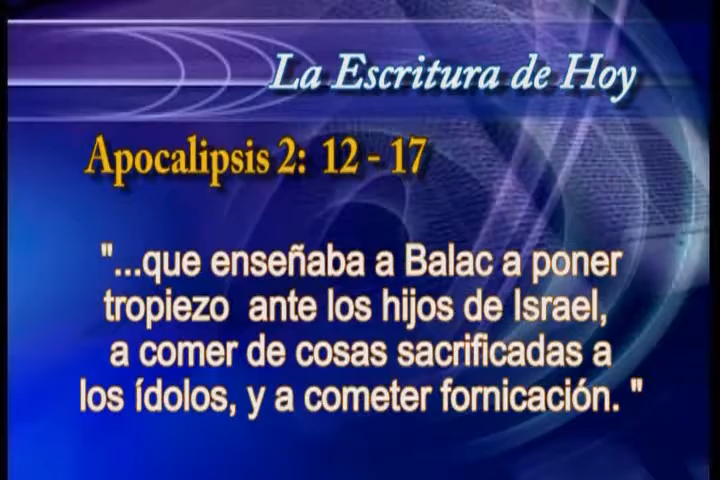 La Escritura de Hoy
Apocalipsis 2: 12 - 17
"...que enseñaba a Balac a poner
tropiezo ante los hijos de Israel,
a comer de cosas sacrificadas a
los ídolos, y a cometer fornicación. "